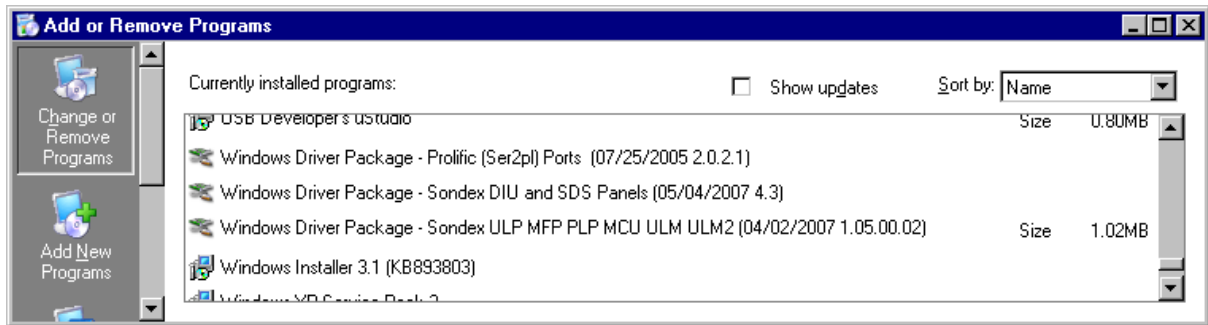 Add or Remove Programs
Change or
Remove
Programs
Add New
Programs
Currently installed programs:
Show updates
Sort by: Name
USB Developer's uStudio Size 0.80MB
Windows Driver Package - Prolific (Ser2pl) Ports (07/25/2005 2.0.2.1)
Windows Driver Package - Sondex DIU and SDS Panels (05/04/2007 4.3)
Windows Driver Package - Sondex ULP MFP PLP MCU ULM ULM2 (04/02/2007 1.05.00.02) Size 1.02MB
Windows Installer 3.1 (KB893803)
Windows XP Service Pack